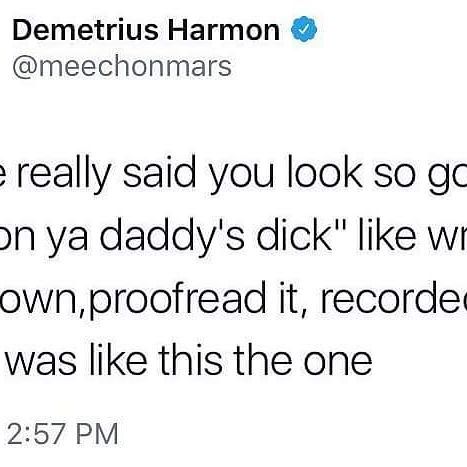 Demetrius Harmon
@meechonmars
really said you look so
on ya daddy's dick" like
own,proofread it,
was like this the one
2:57 PM